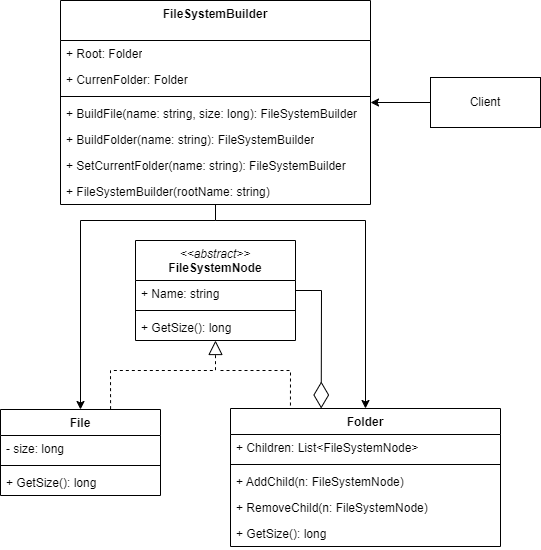 FileSystemBuilder
+ Root: Folder
+ CurrenFolder: Folder
+ BuildFile(name: string, size: long): FileSystemBuilder
+ BuildFolder(name: string): FileSystemBuilder
+ SetCurrentFolder(name: string): FileSystemBuilder
+ FileSystemBuilder(rootName: string)
Client
<<abstract>>
FileSystemNode
+ Name: string
+ GetSize(): long
File
- size: long
+ GetSize(): long
Folder
+ Children: List<FileSystemNode>
+ AddChild(n: FileSystemNode)
+ RemoveChild(n: FileSystemNode)
+ GetSize(): long